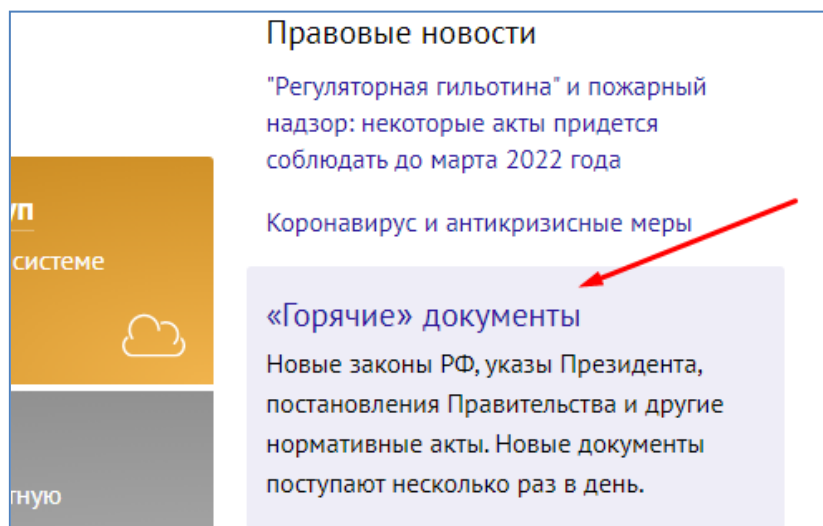 Правовые новости
"Регуляторная гильотина" и пожарный
надзор: некоторые акты придется
соблюдать до марта 2022 года
Коронавирус и антикризисные меры
системе
«Горячие» документы
Новые законы РФ, указы Президента,
постановления Правительства и другие
нормативные акты. Новые документы
поступают несколько раз в день.